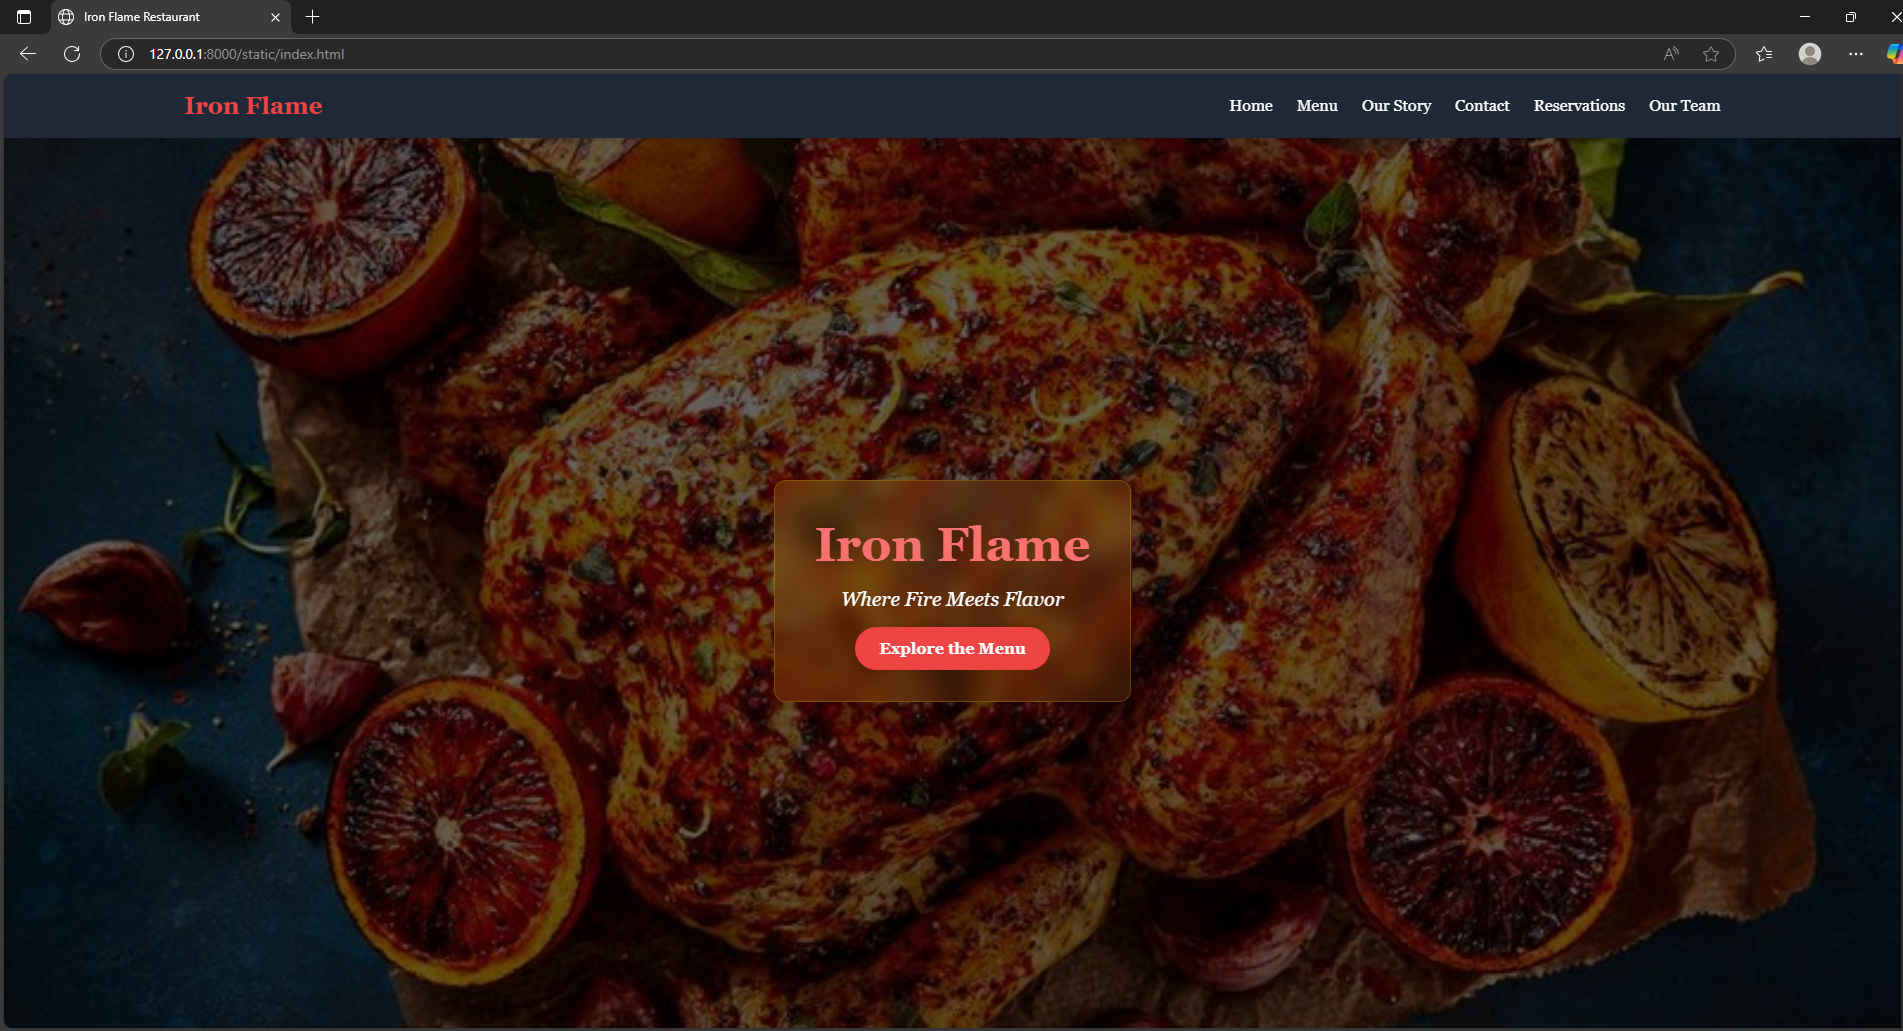 Iron Flame Restaurant
127.0.0.1:8000/static/index.html
Iron Flame
Home Menu Our Story Contact Reservations Our Team
Iron Flame
Where Fire Meets Flavor
Explore the Menu